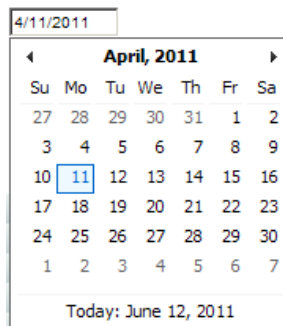 4/11/2011
April, 2011
Su Mo Tu We Th Fr Sa
27 28 29 30 31 1 2
3 4 5 6 7 8 9
10 11 12 13 14 15 16
17 18 19 20 21 22 23
24 25 26 27 28 29 30
1 2 3 4 5 6 7
Today: June 12, 2011